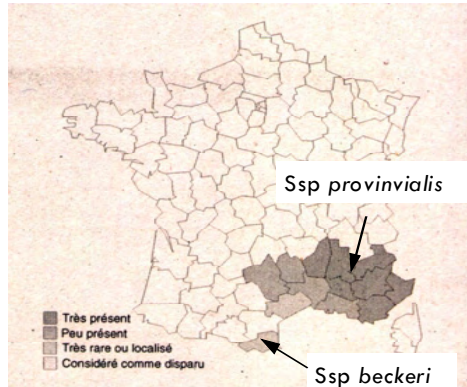 Ssp provinvialis
Très présent
Peu présent
Très rare ou localisé
Considéré comme disparu
Ssp beckeri